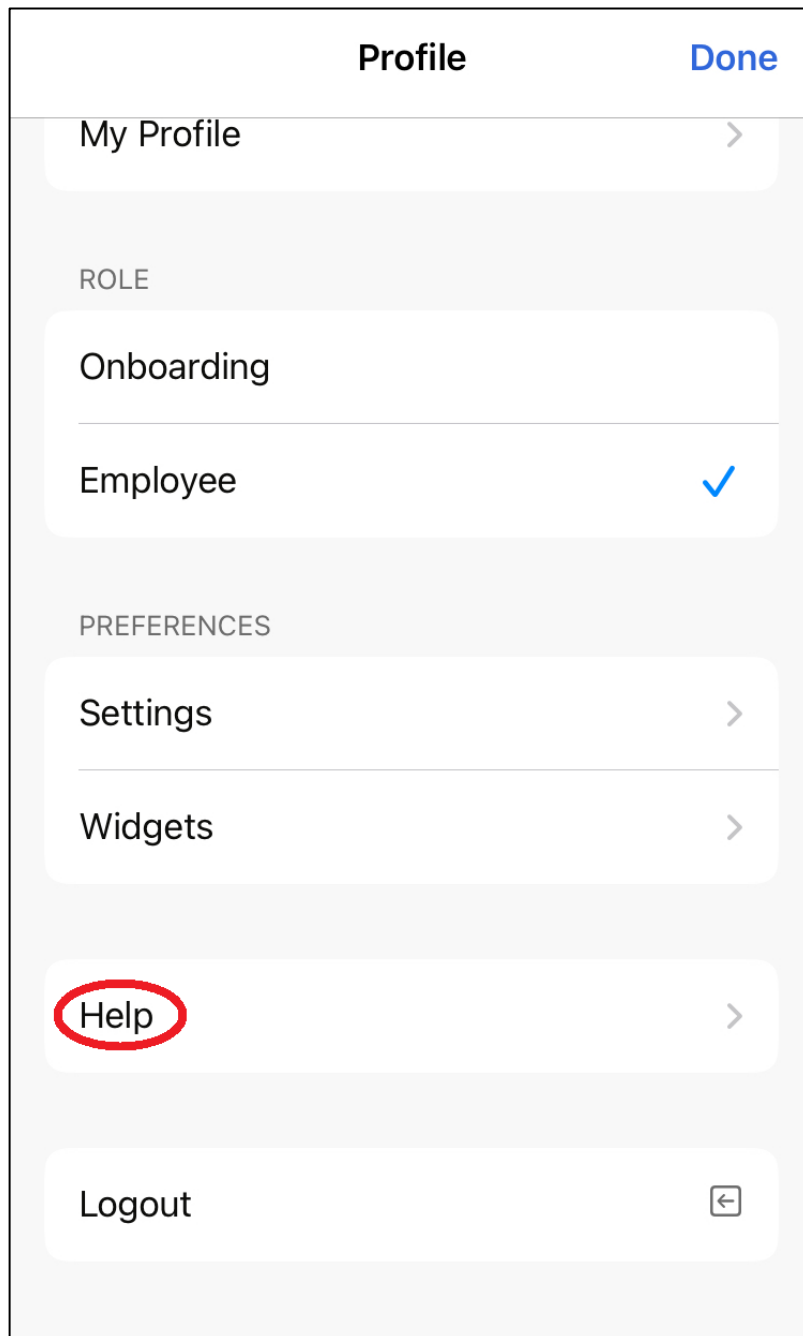 Profile Done
My Profile
ROLE
Onboarding
Employee
PREFERENCES
Settings
Widgets
Help
Logout